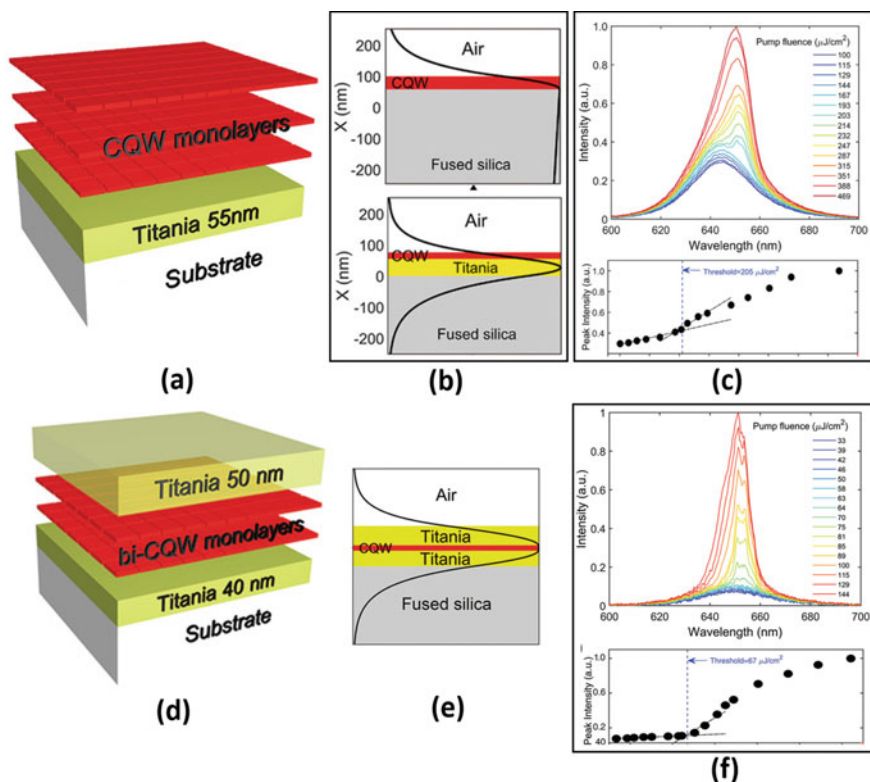 CQW monolayers
Titania 55nm
Substrate
(a)
200
100
0
-100
-200
X (nm)
Air
CQW
Fused silica
200
100
0
-100
-200
X (nm)
Air
CQW
Titania
Fused silica
(b)
Intensity (a.u.)
1.0
0.8
0.6
0.4
0.2
0
600 620 640 660 680 700
Wavelength (nm)
Pump fluence (μJ/cm²)
100
115
129
144
167
193
203
214
232
247
287
315
351
388
469
Peak Intensity (a.u.)
1.0
0.8
0.4
Threshold=205 μJ/cm²
(c)
Titania 50 nm
bi-CQW monolayers
Titania 40 nm
Substrate
(d)
Air
Titania
CQW
Titania
Fused silica
(e)
Intensity (a.u.)
1
0.8
0.6
0.4
0.2
0
600 620 640 660 680 700
Wavelength (nm)
Pump fluence (μJ/cm²)
33
39
42
46
50
58
63
64
70
75
81
85
89
100
115
129
144
Peak Intensity (a.u.)
1.0
0.6
0.2
40
Threshold=67 μJ/cm²
(f)